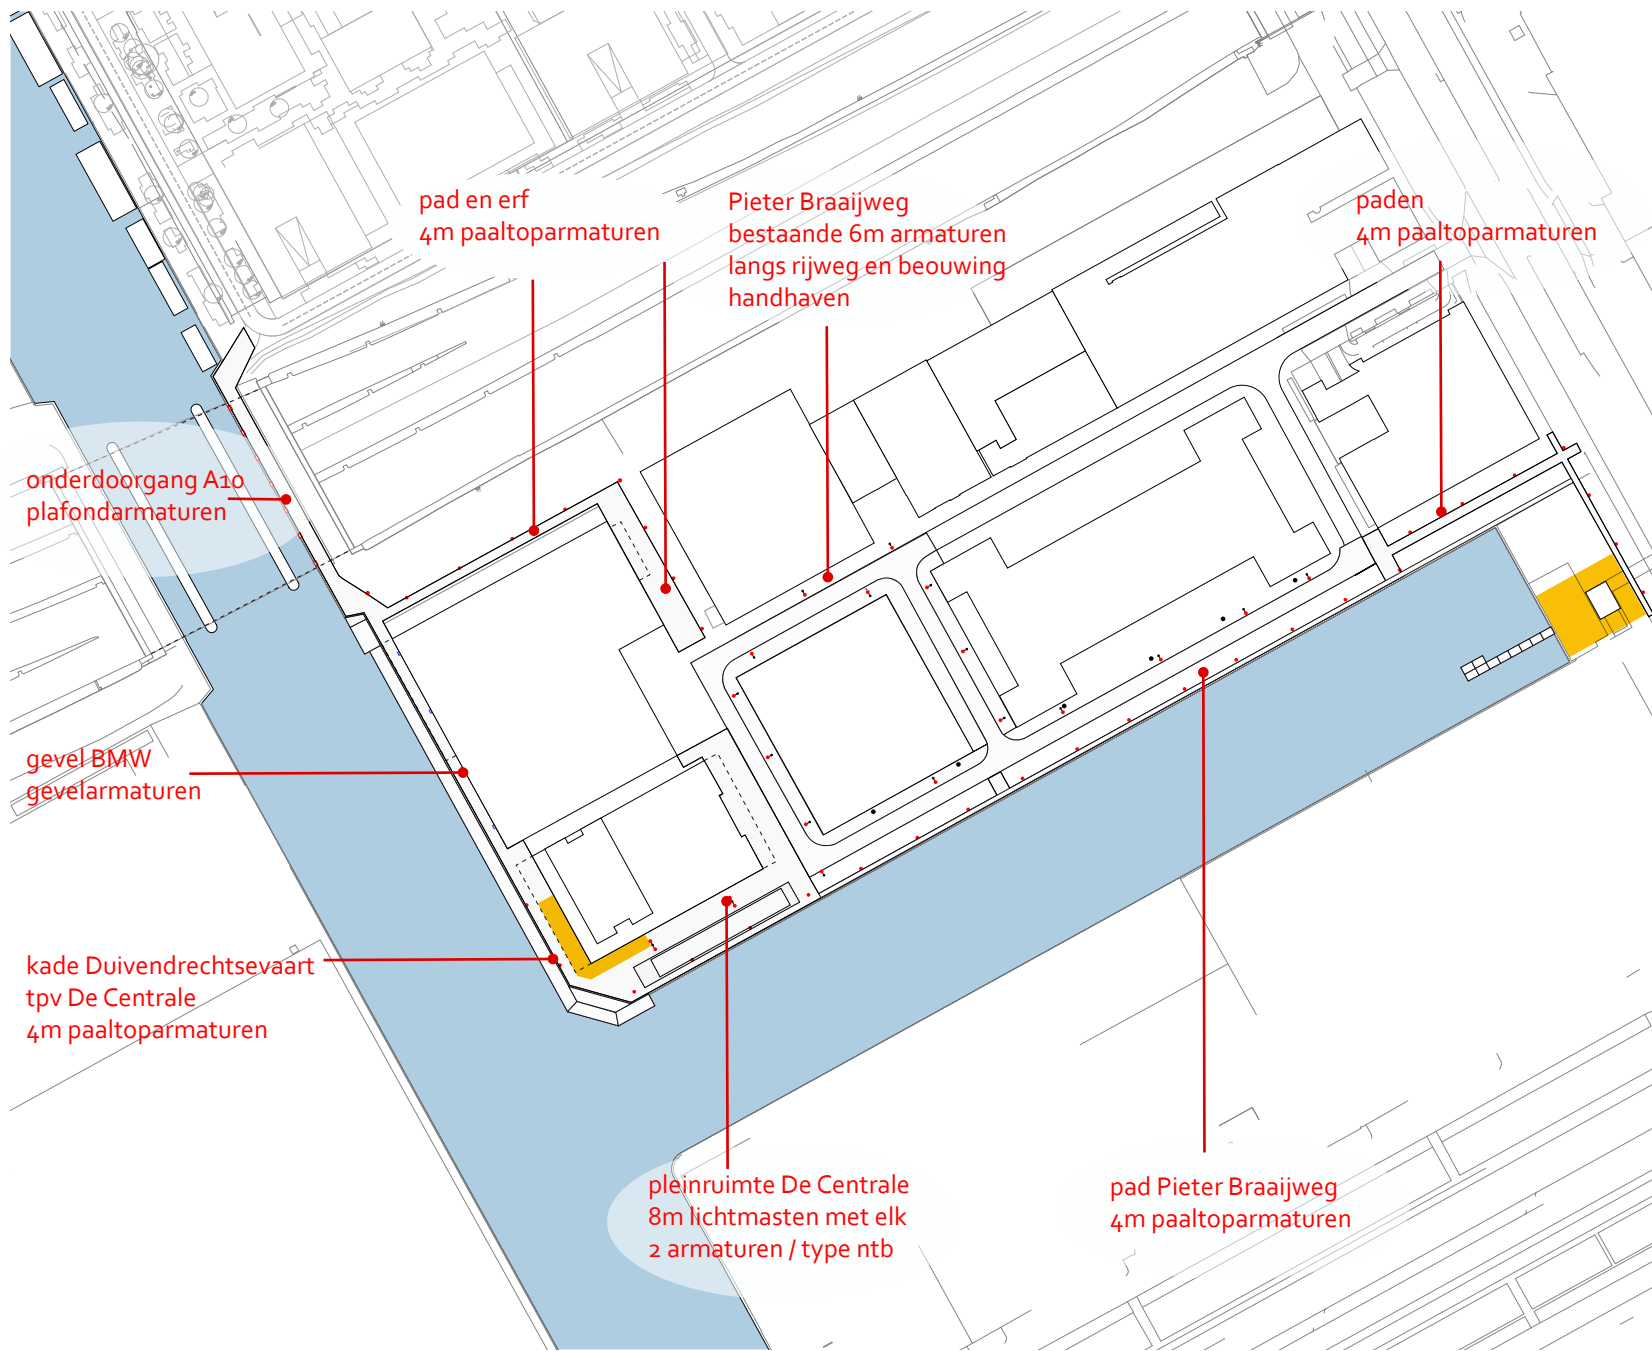 pad en erf
4m paaltoparmaturen
Pieter Braaijweg
bestaande 6m armaturen
langs rijweg en beouwing
handhaven
paden
4m paaltoparmaturen
onderdoorgang A10
plafondarmaturen
gevel BMW
gevelarmaturen
kade Duivendrechtsevaart
tpv De Centrale
4m paaltoparmaturen
pleinruimte De Centrale
8m lichtmasten met elk
2 armaturen / type ntb
pad Pieter Braaijweg
4m paaltoparmaturen